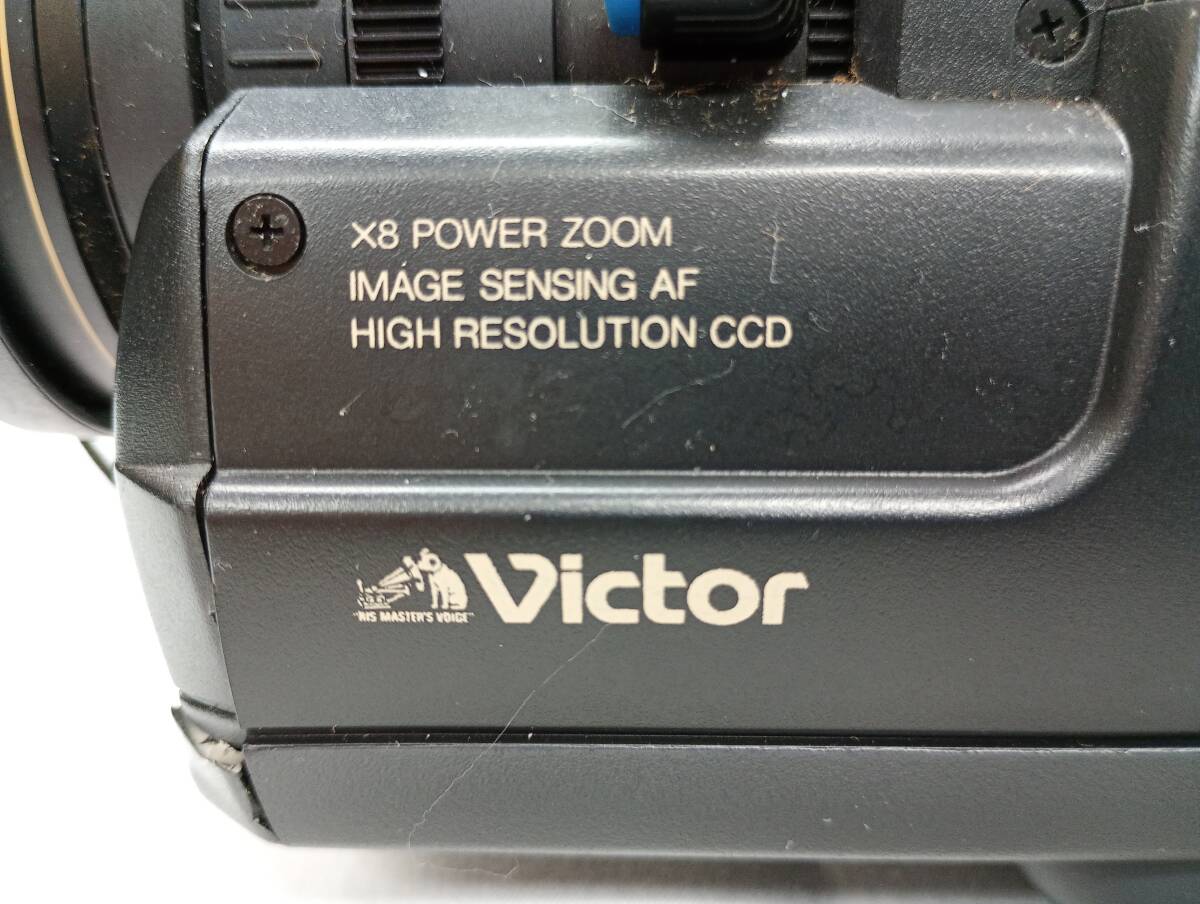 X8 POWER ZOOM
IMAGE SENSING AF
HIGH RESOLUTION CCD
"HIS MASTER'S VOICE"
Victor